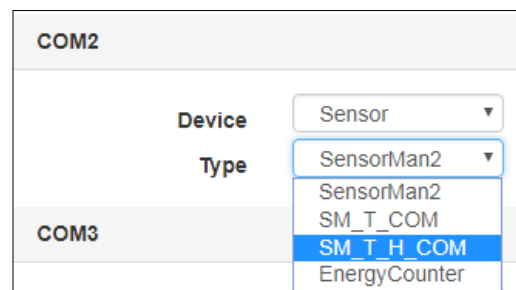 COM2
Device Sensor
Type SensorMan2
SensorMan2
SM_T_COM
COM3
SM_T_H_COM
EnergyCounter